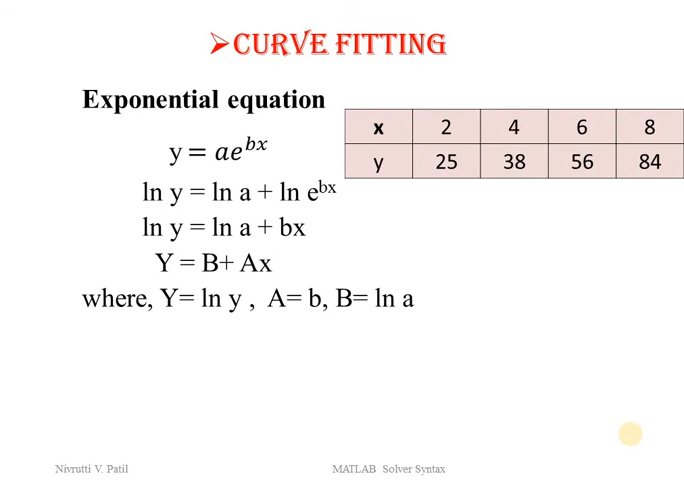 ➢CURVE FITTING
Exponential equation
x 2 4 6 8
y 25 38 56 84
y = ae^{bx}
ln y = ln a + ln e^{bx}
ln y = ln a + bx
Y = B+ Ax
where, Y= ln y , A= b, B= ln a
Nivrutti V. Patil MATLAB Solver Syntax